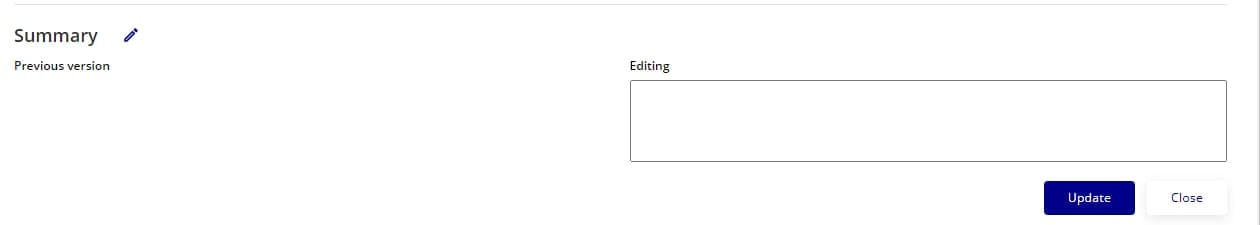 Summary
Previous version
Editing
Update
Close